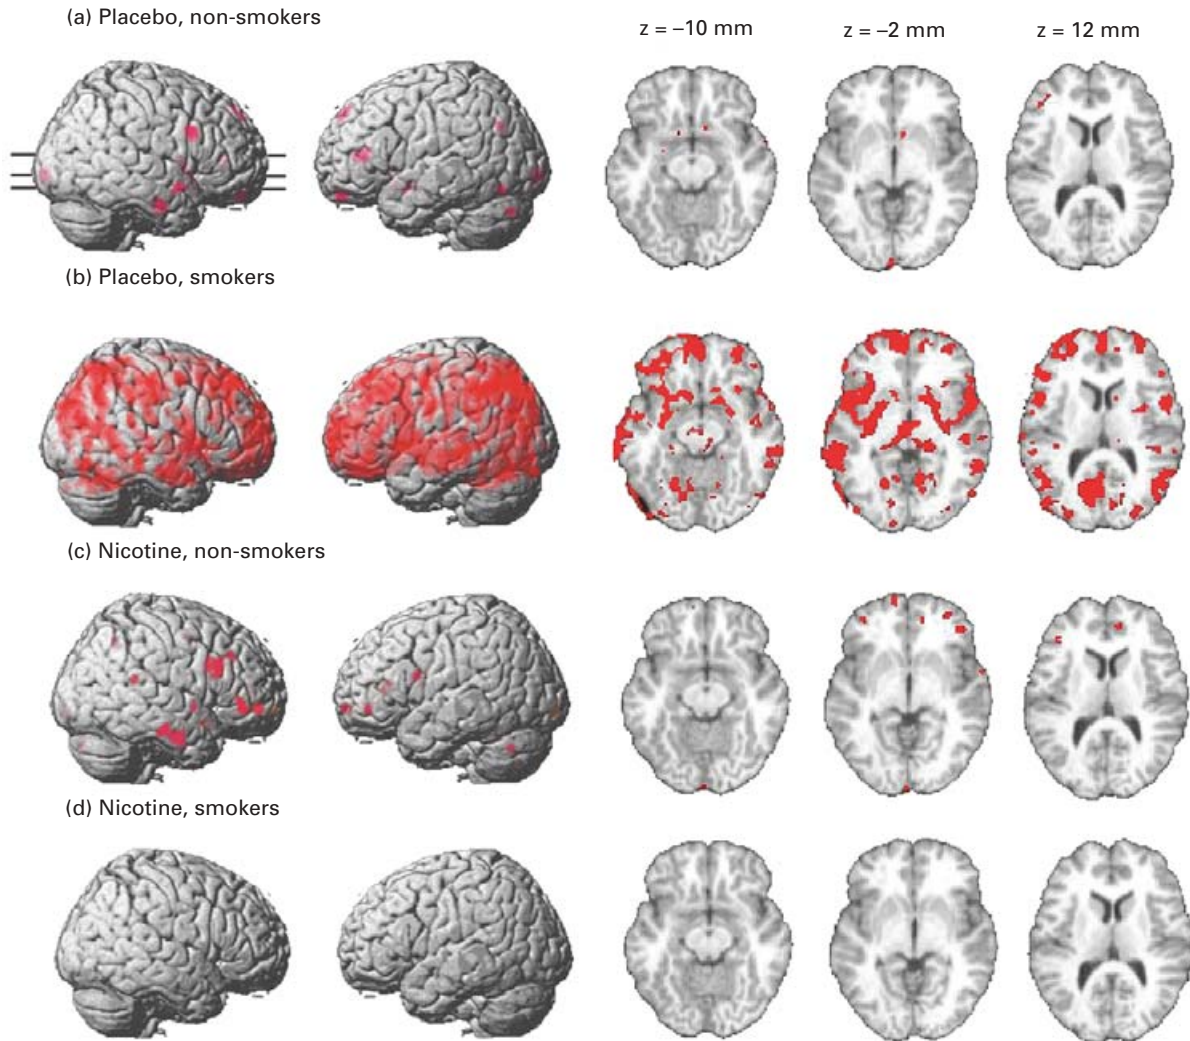 (a) Placebo, non-smokers
z = –10 mm
z = –2 mm
z = 12 mm
(b) Placebo, smokers
(c) Nicotine, non-smokers
(d) Nicotine, smokers